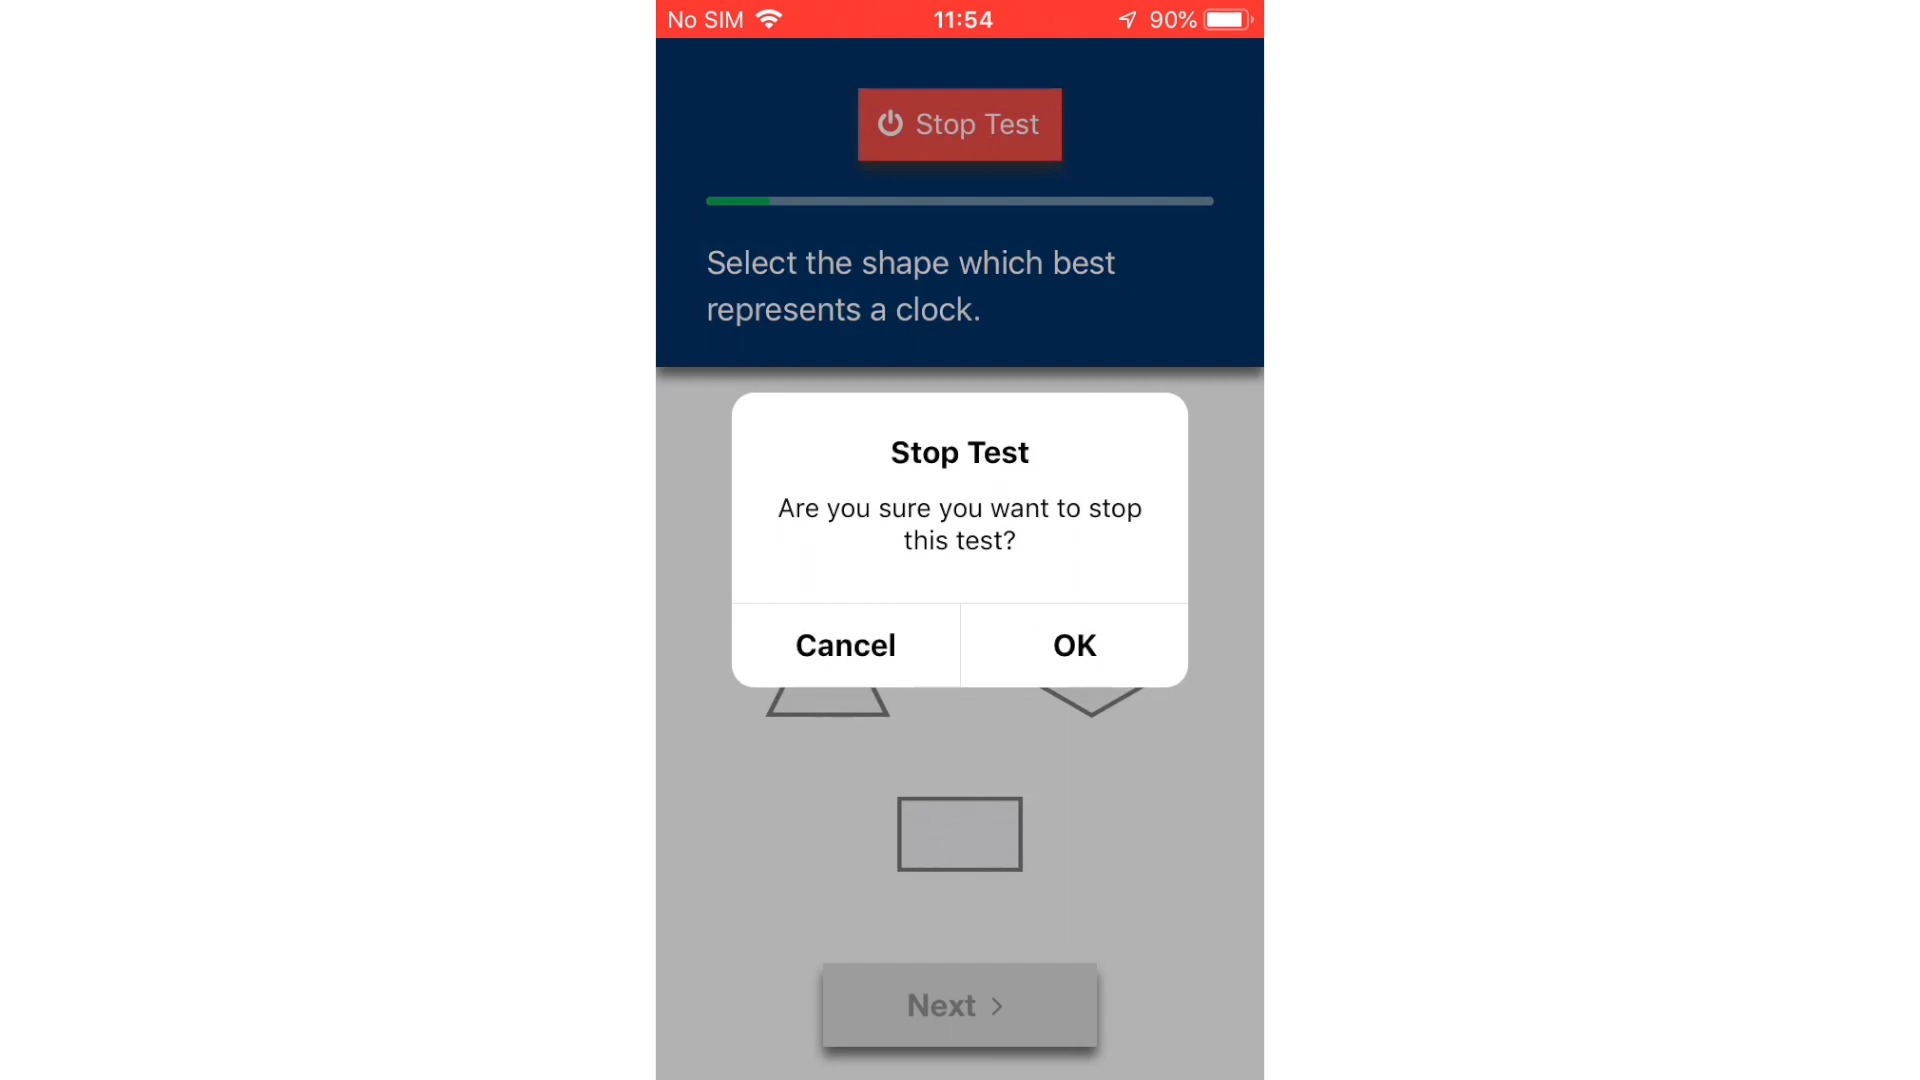 No SIM 11:54 90%
Stop Test
Select the shape which best
represents a clock.
Stop Test
Are you sure you want to stop
this test?
Cancel OK
Next >